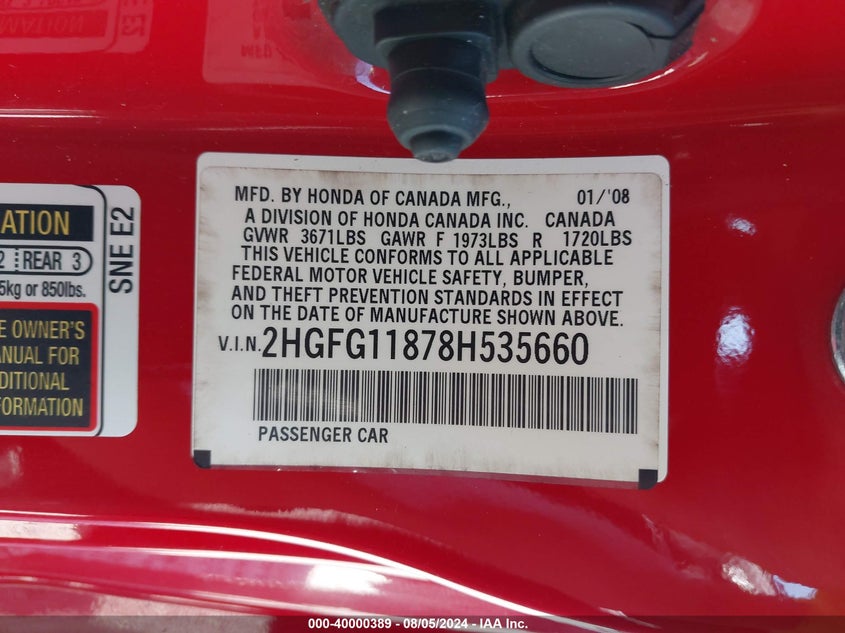 MFD. BY HONDA OF CANADA MFG., 01/'08
A DIVISION OF HONDA CANADA INC. CANADA
GVWR 3671LBS GAWR F 1973LBS R 1720LBS
THIS VEHICLE CONFORMS TO ALL APPLICABLE
FEDERAL MOTOR VEHICLE SAFETY, BUMPER,
AND THEFT PREVENTION STANDARDS IN EFFECT
ON THE DATE OF MANUFACTURE SHOWN ABOVE.
V.I.N. 2HGFG11878H535660
PASSENGER CAR
ATION
2 REAR 3
5kg or 850lbs.
E OWNER'S
ANUAL FOR
DITIONAL
FORMATION
SNE E2
000-40000389 - 08/05/2024 - IAA Inc.